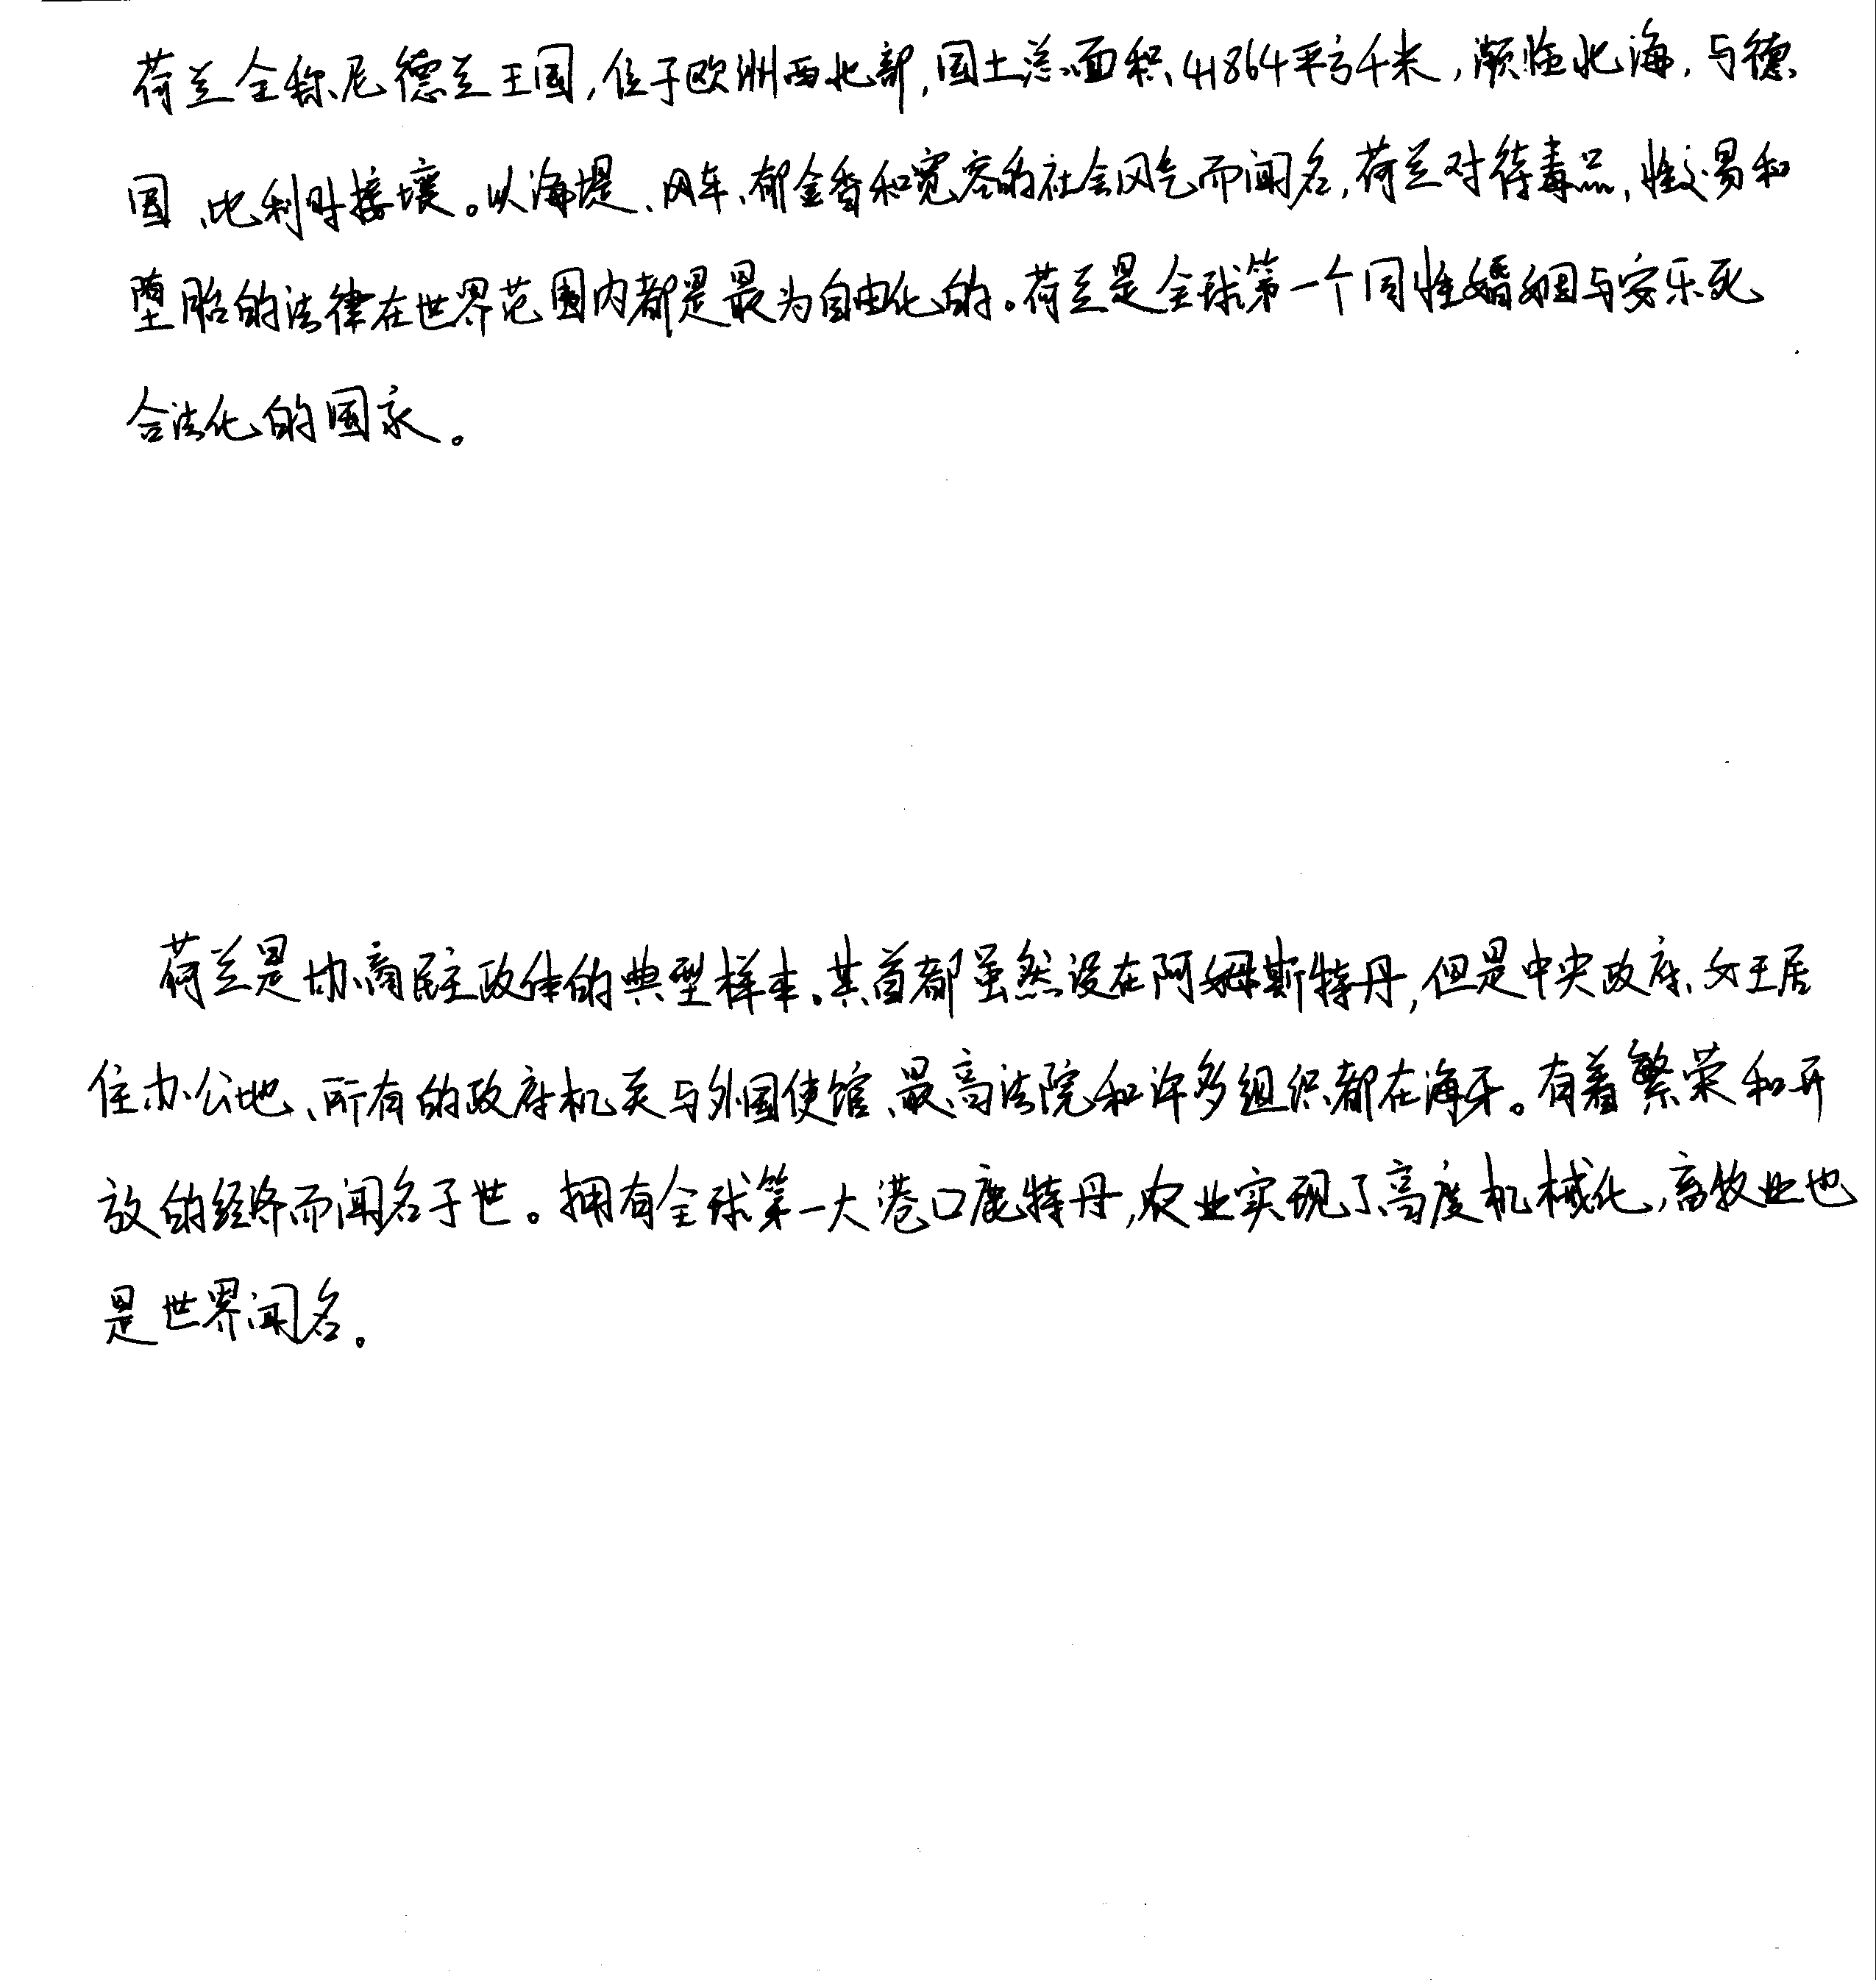 荷兰全称尼德兰王国,位于欧洲西北部,国土总面积41864平方千米,濒临北海,与德
国、比利时接壤。以海堤、风车、郁金香和宽容的社会风气而闻名,荷兰对待毒品,性交易和
堕胎的法律在世界范围内都是最为自由化的。荷兰是全球第一个同性婚姻与安乐死
合法化的国家。
荷兰是协商民主政体的典型样本。其首都虽然设在阿姆斯特丹,但是中央政府、女王居
住办公地、所有的政府机关与外国使馆、最高法院和许多组织都在海牙。有着繁荣和开
放的经济而闻名于世。拥有全球第一大港口鹿特丹,农业实现了高度机械化,畜牧业也
是世界闻名。